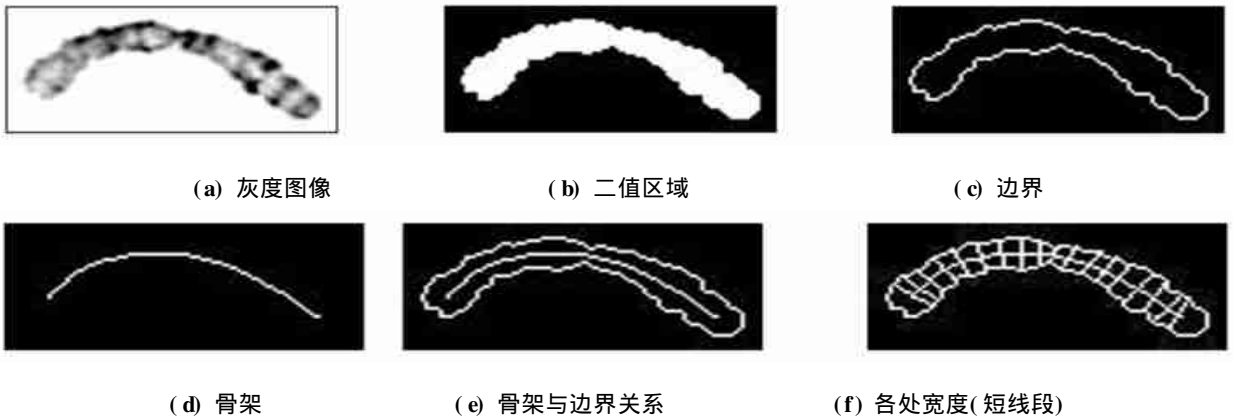 (a) 灰度图像
(b) 二值区域
(c) 边界
(d) 骨架
(e) 骨架与边界关系
(f) 各处宽度(短线段)